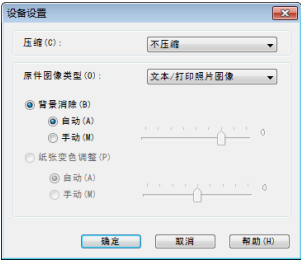 设备设置
压缩(C):
不压缩
原件图像类型(O):
文本/打印照片图像
背景消除(B)
自动(A)
手动(M)
0
纸张变色调整(P)
自动(A)
手动(M)
0
确定
取消
帮助(H)